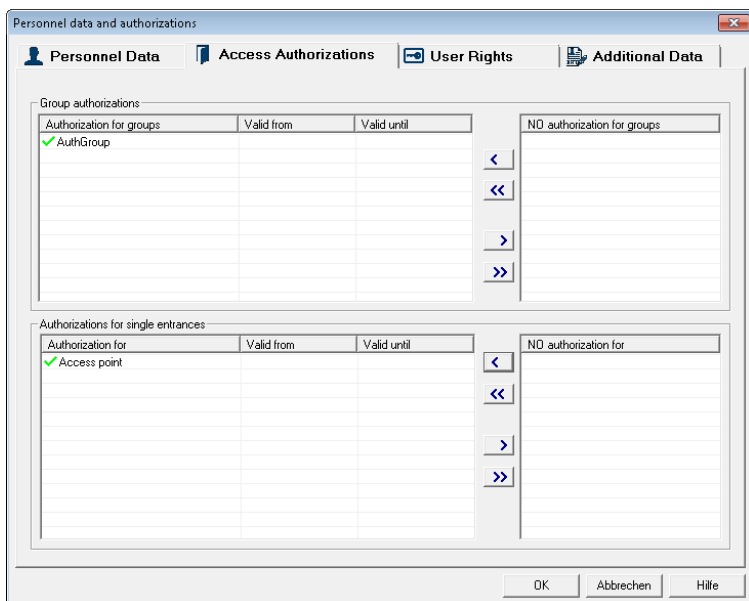 Personnel data and authorizations
Personnel Data Access Authorizations User Rights Additional Data
Group authorizations
Authorization for groups Valid from Valid until NO authorization for groups
AuthGroup
<
<<
>
>>
Authorizations for single entrances
Authorization for Valid from Valid until NO authorization for
Access point
<
<<
>
>>
OK Abbrechen Hilfe